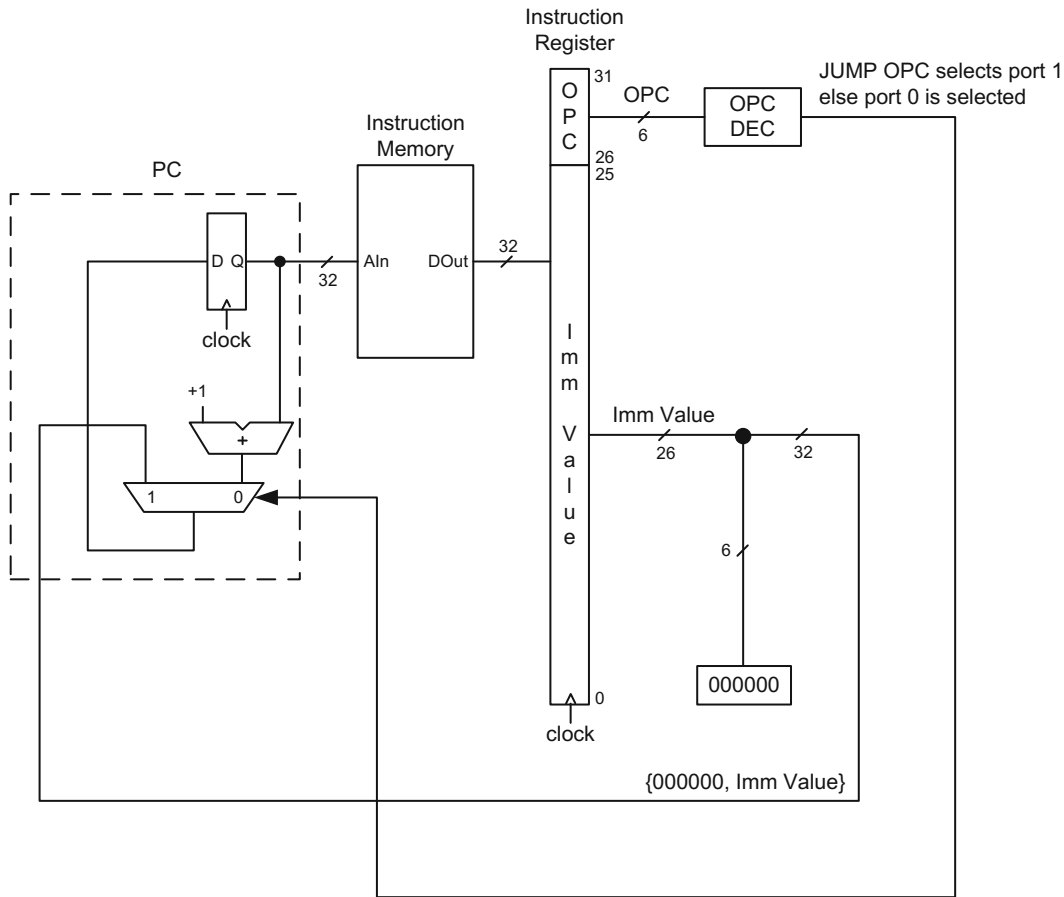 Instruction
Register
31
O
P
C
26
25
OPC
6
OPC
DEC
JUMP OPC selects port 1
else port 0 is selected
Instruction
Memory
PC
D Q
clock
32
AIn
DOut
32
+1
+
1
0
I
m
m
V
a
l
u
e
Imm Value
26
32
6
000000
0
clock
{000000, Imm Value}